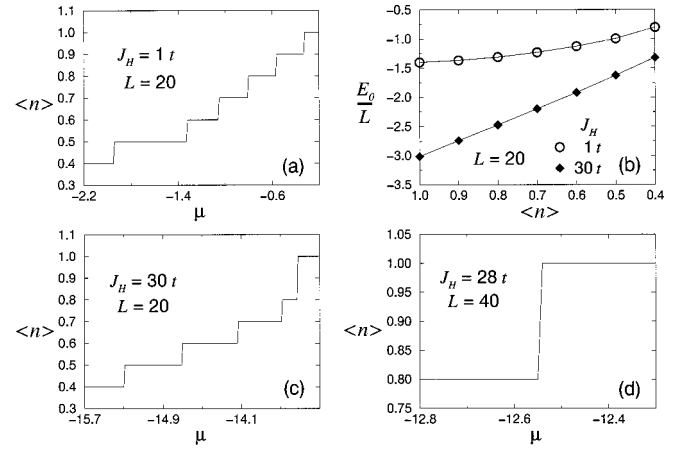 1.1
1.0
0.9
0.8
0.7
0.6
0.5
0.4
0.3
<n>
J_H = 1 t
L = 20
(a)
-2.2
-1.4
-0.6
μ
-0.5
-1.0
-1.5
-2.0
-2.5
-3.0
-3.5
E_0
L
J_H
1 t
30 t
L = 20
(b)
1.0
0.9
0.8
0.7
0.6
0.5
0.4
<n>
1.1
1.0
0.9
0.8
0.7
0.6
0.5
0.4
0.3
<n>
J_H = 30 t
L = 20
(c)
-15.7
-14.9
-14.1
μ
1.05
1.00
0.95
0.90
0.85
0.80
0.75
<n>
J_H = 28 t
L = 40
(d)
-12.8
-12.6
-12.4
μ